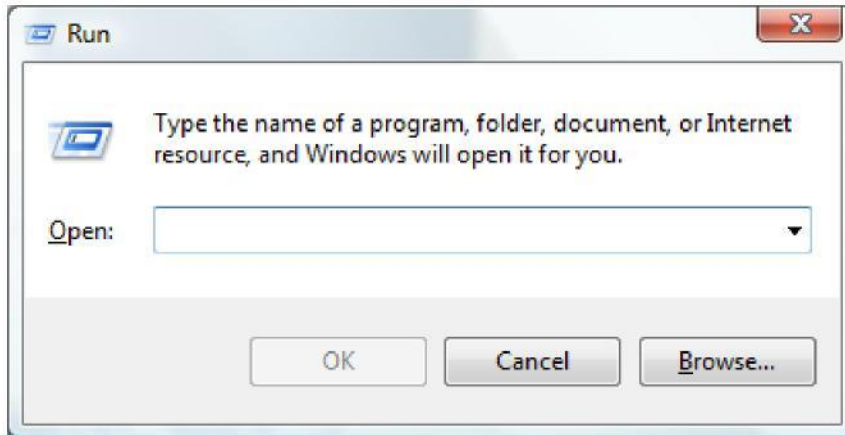 Run
Type the name of a program, folder, document, or Internet
resource, and Windows will open it for you.
Open:
OK
Cancel
Browse...